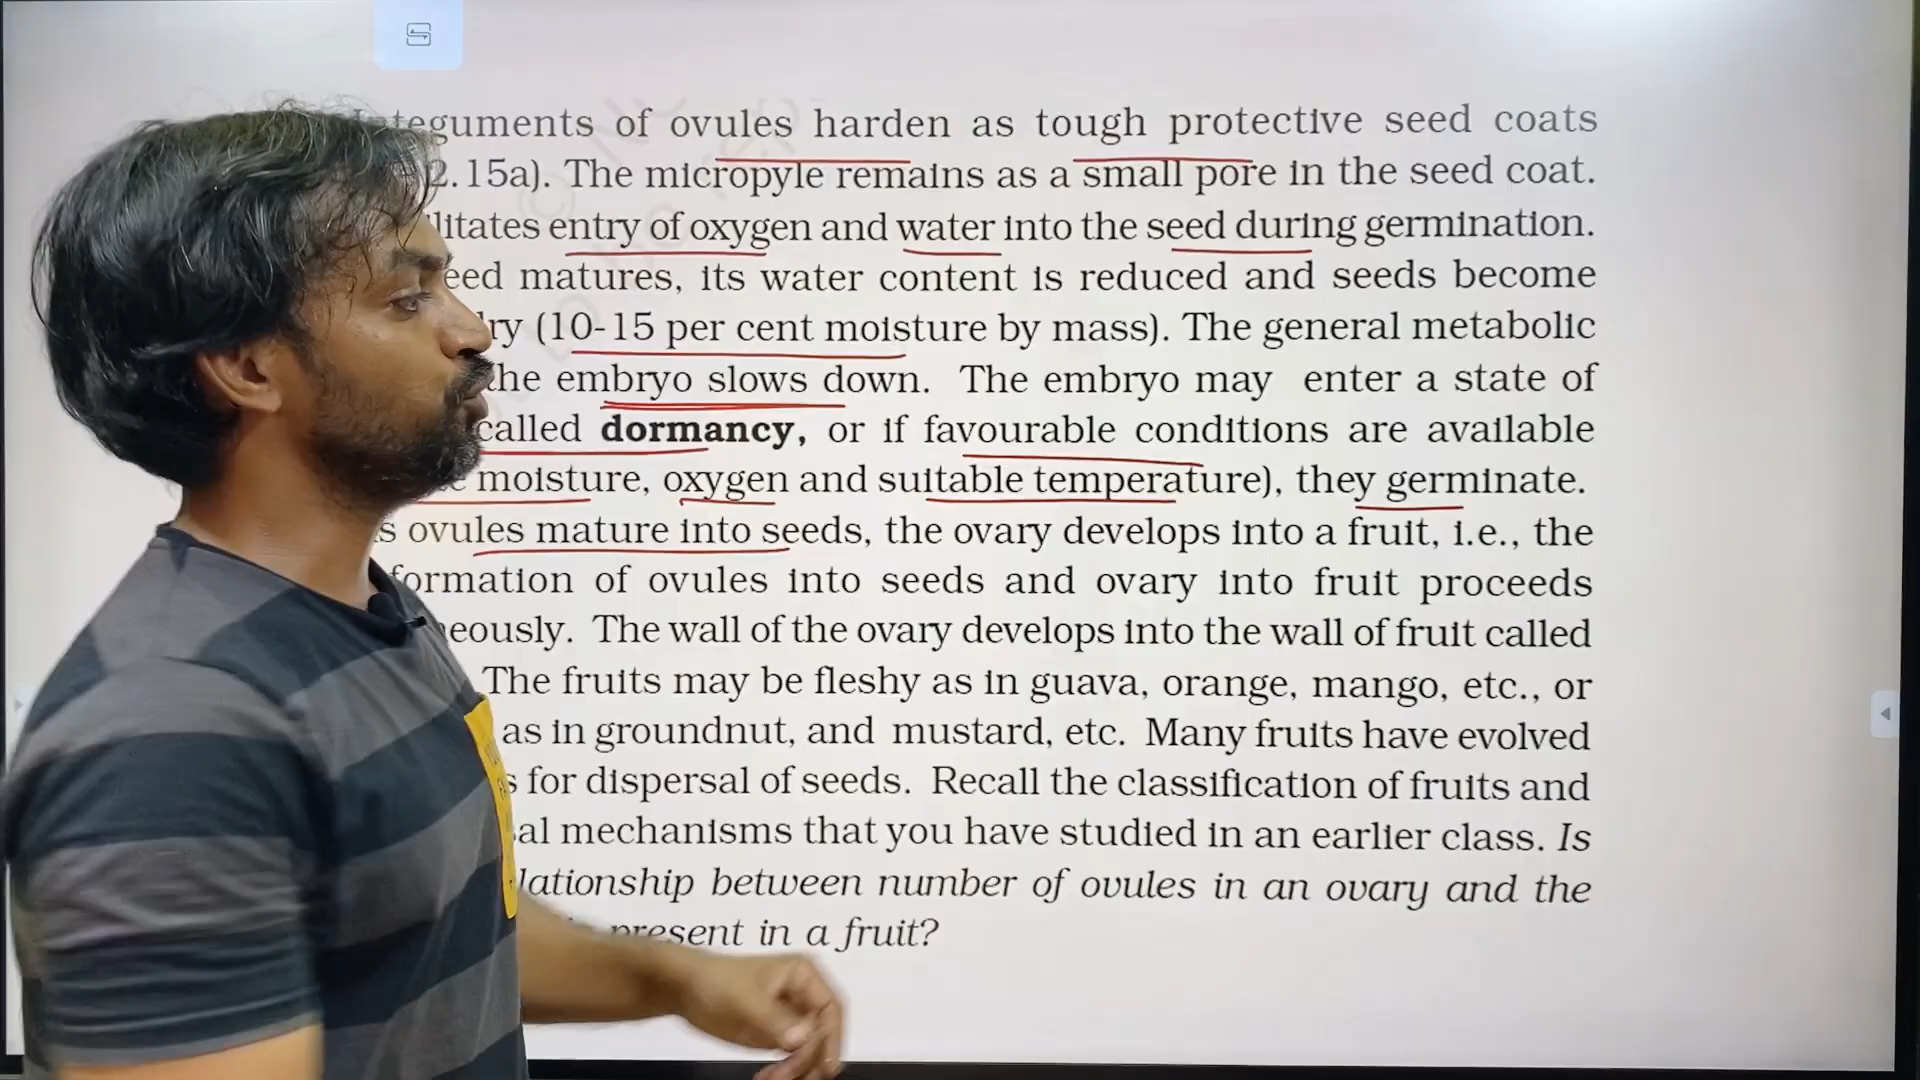 Integuments of ovules harden as tough protective seed coats
2.15a). The micropyle remains as a small pore in the seed coat.
litates entry of oxygen and water into the seed during germination.
eed matures, its water content is reduced and seeds become
ry (10-15 per cent moisture by mass). The general metabolic
the embryo slows down. The embryo may enter a state of
called dormancy, or if favourable conditions are available
moisture, oxygen and suitable temperature), they germinate.
s ovules mature into seeds, the ovary develops into a fruit, i.e., the
formation of ovules into seeds and ovary into fruit proceeds
eously. The wall of the ovary develops into the wall of fruit called
The fruits may be fleshy as in guava, orange, mango, etc., or
as in groundnut, and mustard, etc. Many fruits have evolved
s for dispersal of seeds. Recall the classification of fruits and
al mechanisms that you have studied in an earlier class. Is
lationship between number of ovules in an ovary and the
present in a fruit?